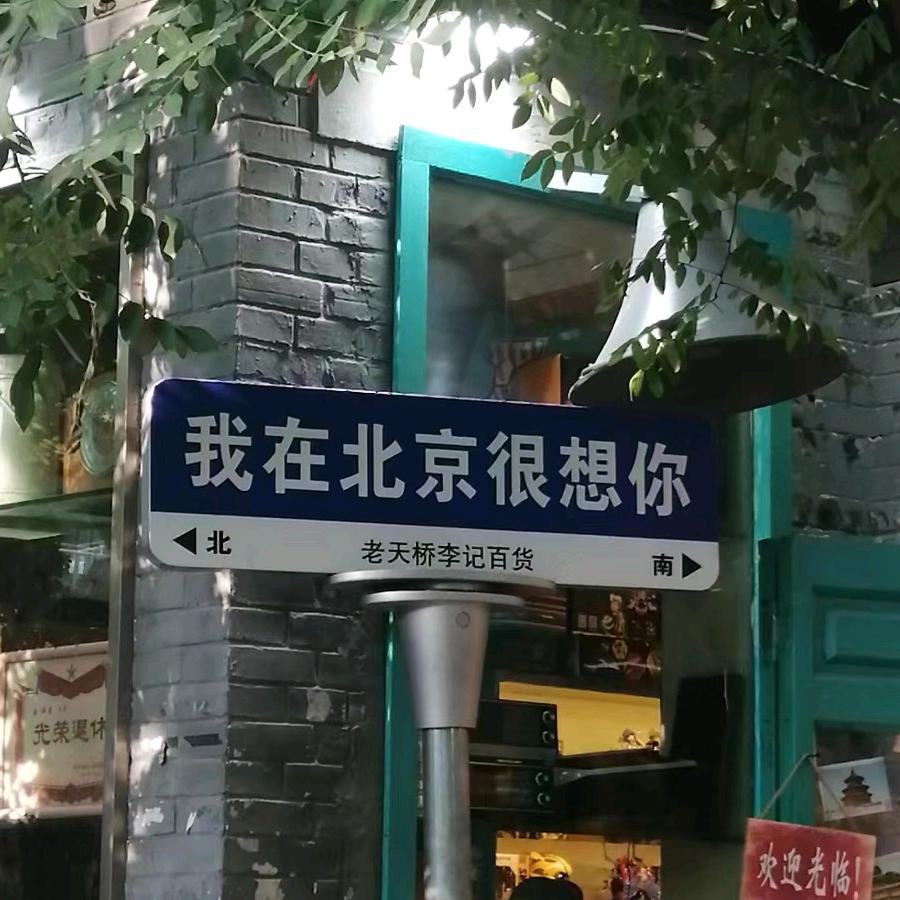 我在北京很想你
北
老天桥李记百货
南
光荣退休
欢迎光临!